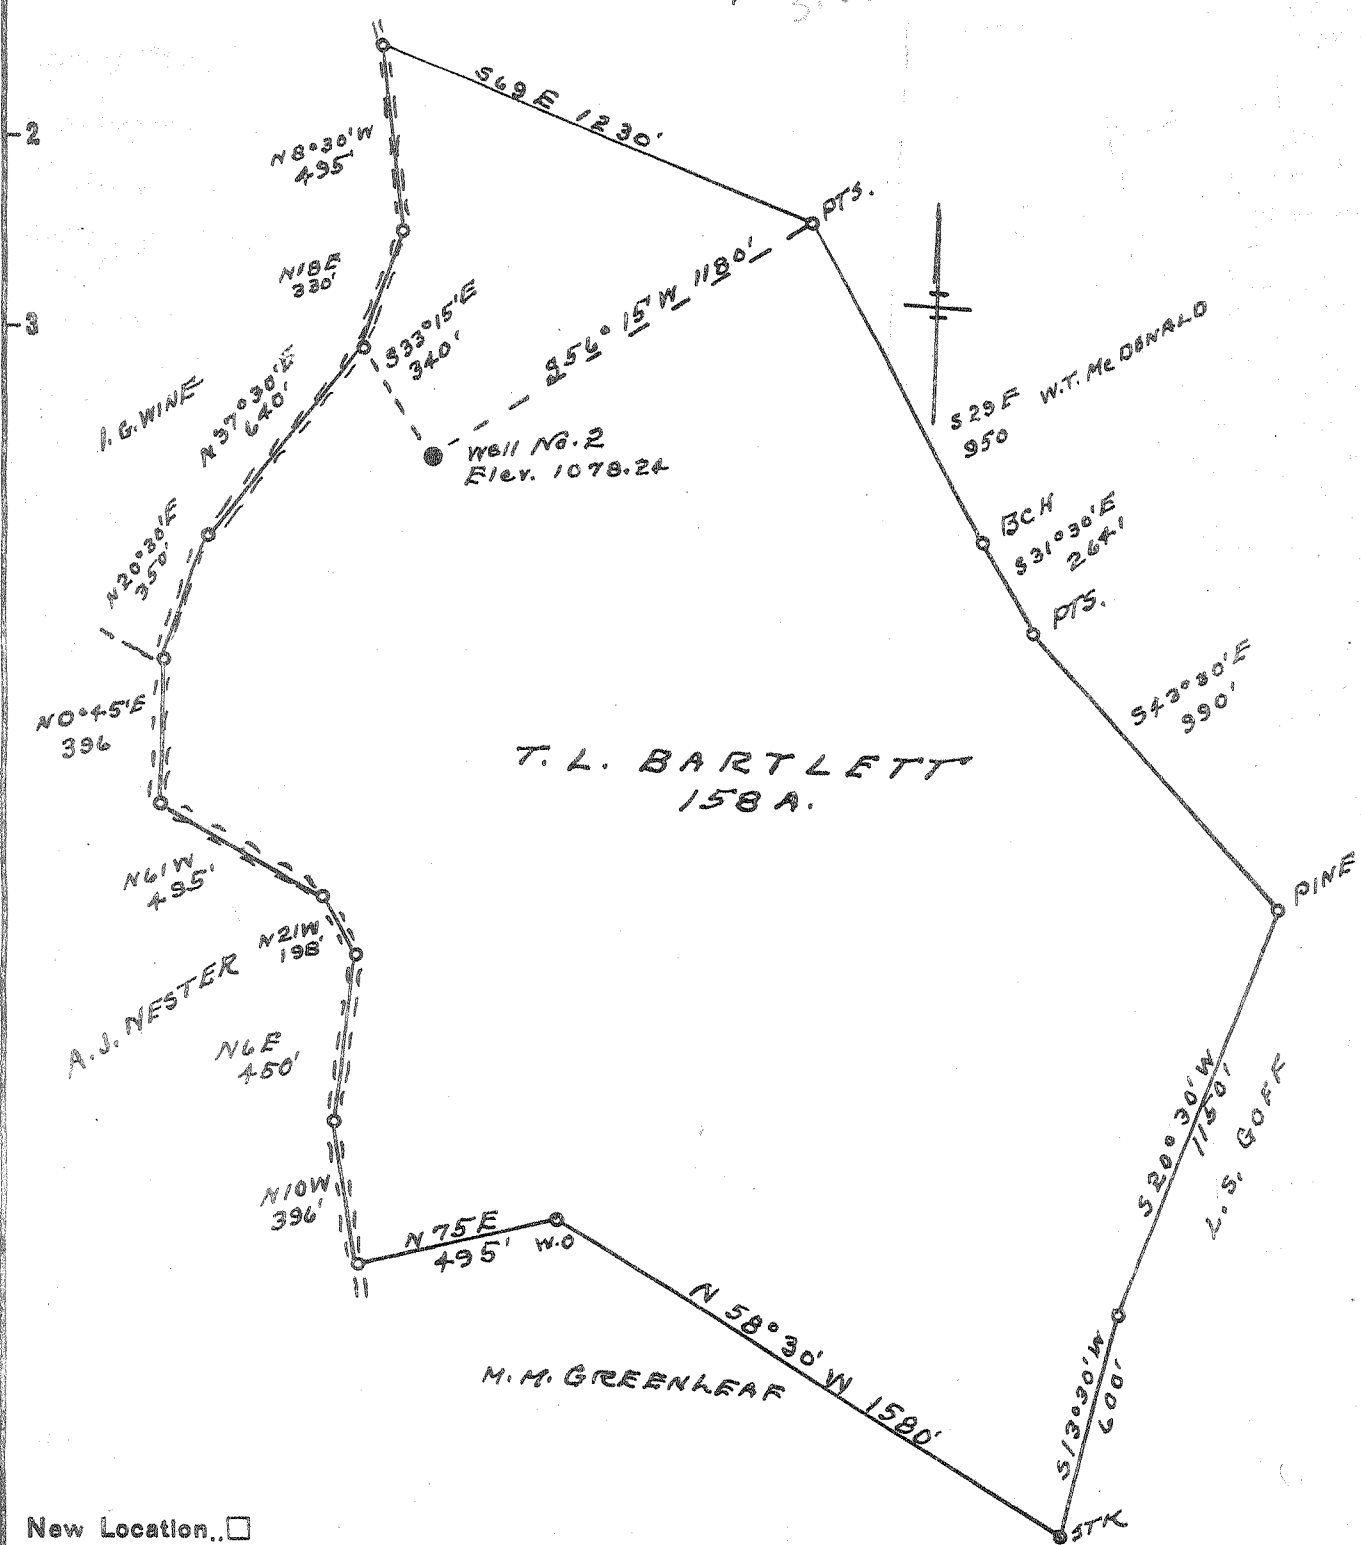 S69E 1230'
2
N8°30'W
495'
PTS.
N18E
330'
S56°15'W 1180'
S33°15'E
340'
3
W.T. McDONALD
S29E
950
I.G. WINE
N37°30'E
640'
Well No. 2
Elev. 1078.24
BCH
S31°30'E
264'
N20°30'E
350'
PTS.
S43°30'E
990'
N0°45'E
396
T. L. BARTLETT
158 A.
N61W
495'
PINE
N21W
198'
A.J. NESTER
N6E
450'
S20°30'W
1150'
L.S. GOFF
N10W
396'
N75E
495'
W.O
N 58°30' W 1580'
M.M. GREENLEAF
S13°30'W
600'
New Location..
STK